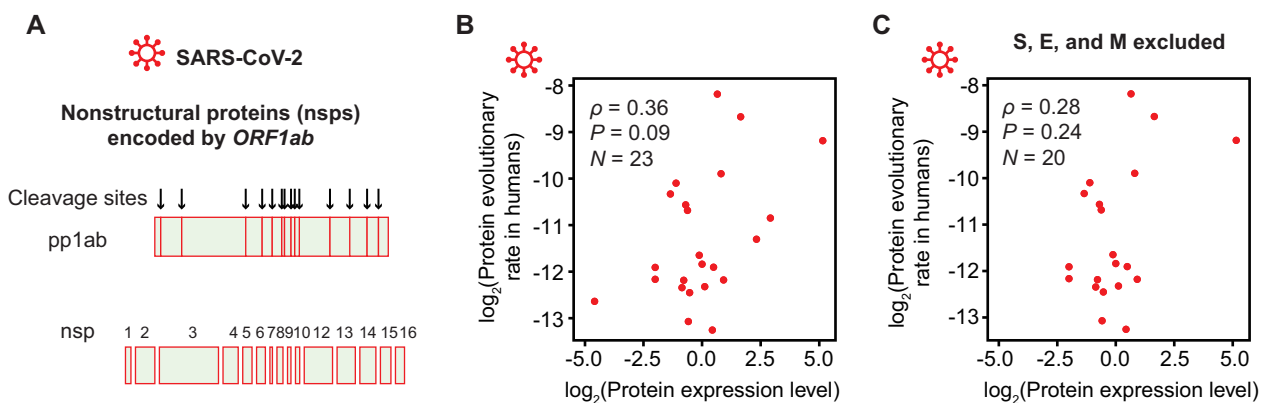 A
SARS-CoV-2
Nonstructural proteins (nsps)
encoded by ORF1ab
Cleavage sites
pp1ab
nsp
1 2 3 4 5 6 7 8 9 10 12 13 14 15 16
B
ρ = 0.36
P = 0.09
N = 23
log2(Protein evolutionary
rate in humans)
-8
-9
-10
-11
-12
-13
-5.0 -2.5 0.0 2.5 5.0
log2(Protein expression level)
C
S, E, and M excluded
ρ = 0.28
P = 0.24
N = 20
log2(Protein evolutionary
rate in humans)
-8
-9
-10
-11
-12
-13
-5.0 -2.5 0.0 2.5 5.0
log2(Protein expression level)